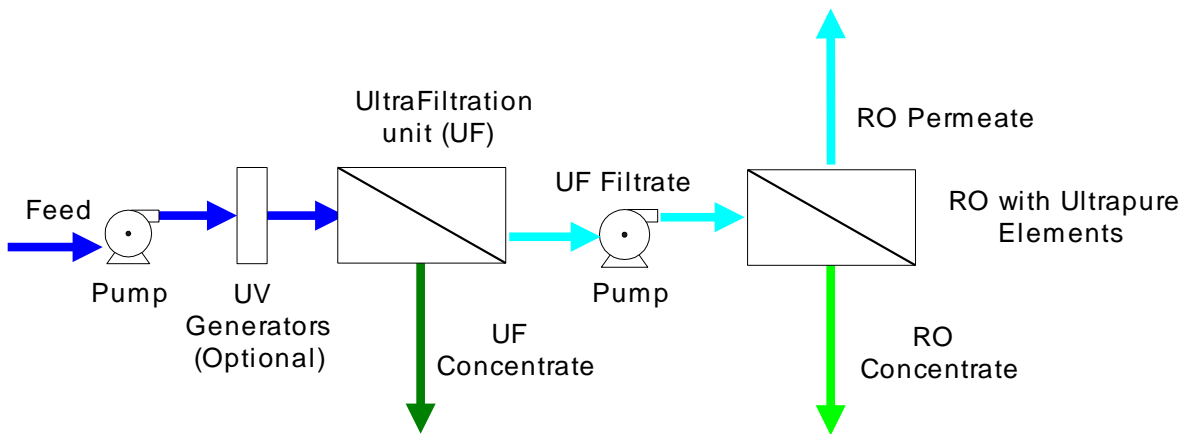 UltraFiltration
unit (UF)
RO Permeate
Feed
UF Filtrate
RO with Ultrapure
Elements
Pump
UV
Generators
(Optional)
UF
Concentrate
Pump
RO
Concentrate